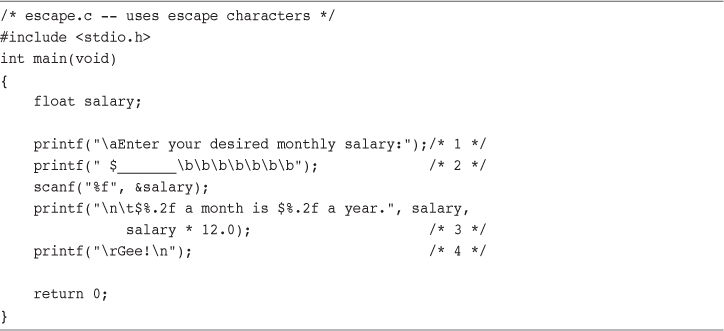 /* escape.c -- uses escape characters */
#include <stdio.h>
int main(void)
{
    float salary;

    printf("\aEnter your desired monthly salary:");/* 1 */
    printf(" $_______\b\b\b\b\b\b\b");             /* 2 */
    scanf("%f", &salary);
    printf("\n\t$%.2f a month is $%.2f a year.", salary,
               salary * 12.0);                     /* 3 */
    printf("\rGee!\n");                            /* 4 */

    return 0;
}